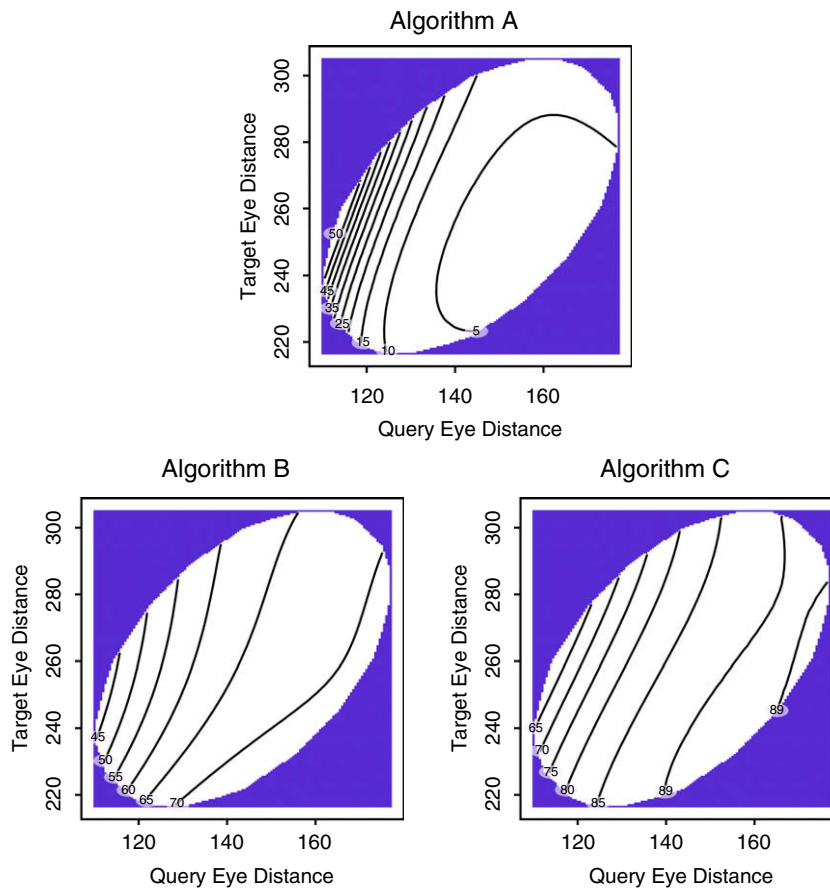 Algorithm A
Target Eye Distance
300
280
260
240
220
50
45
35
25
15
10
5
120 140 160
Query Eye Distance
Algorithm B
Target Eye Distance
300
280
260
240
220
45
50
55
60
65
70
120 140 160
Query Eye Distance
Algorithm C
Target Eye Distance
300
280
260
240
220
65
70
75
80
85
89
89
120 140 160
Query Eye Distance